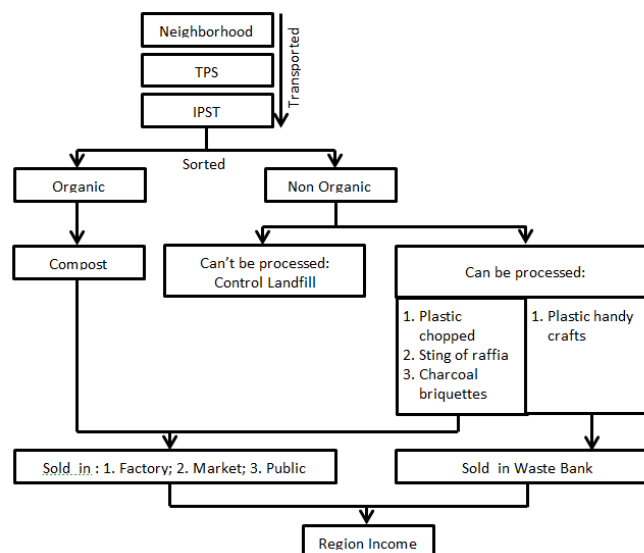 Neighborhood
TPS
IPST
Transported
Sorted
Organic
Non Organic
Compost
Can't be processed:
Control Landfill
Can be processed:
1. Plastic
chopped
2. Sting of raffia
3. Charcoal
briquettes
1. Plastic handy
crafts
Sold in : 1. Factory; 2. Market; 3. Public
Sold in Waste Bank
Region Income